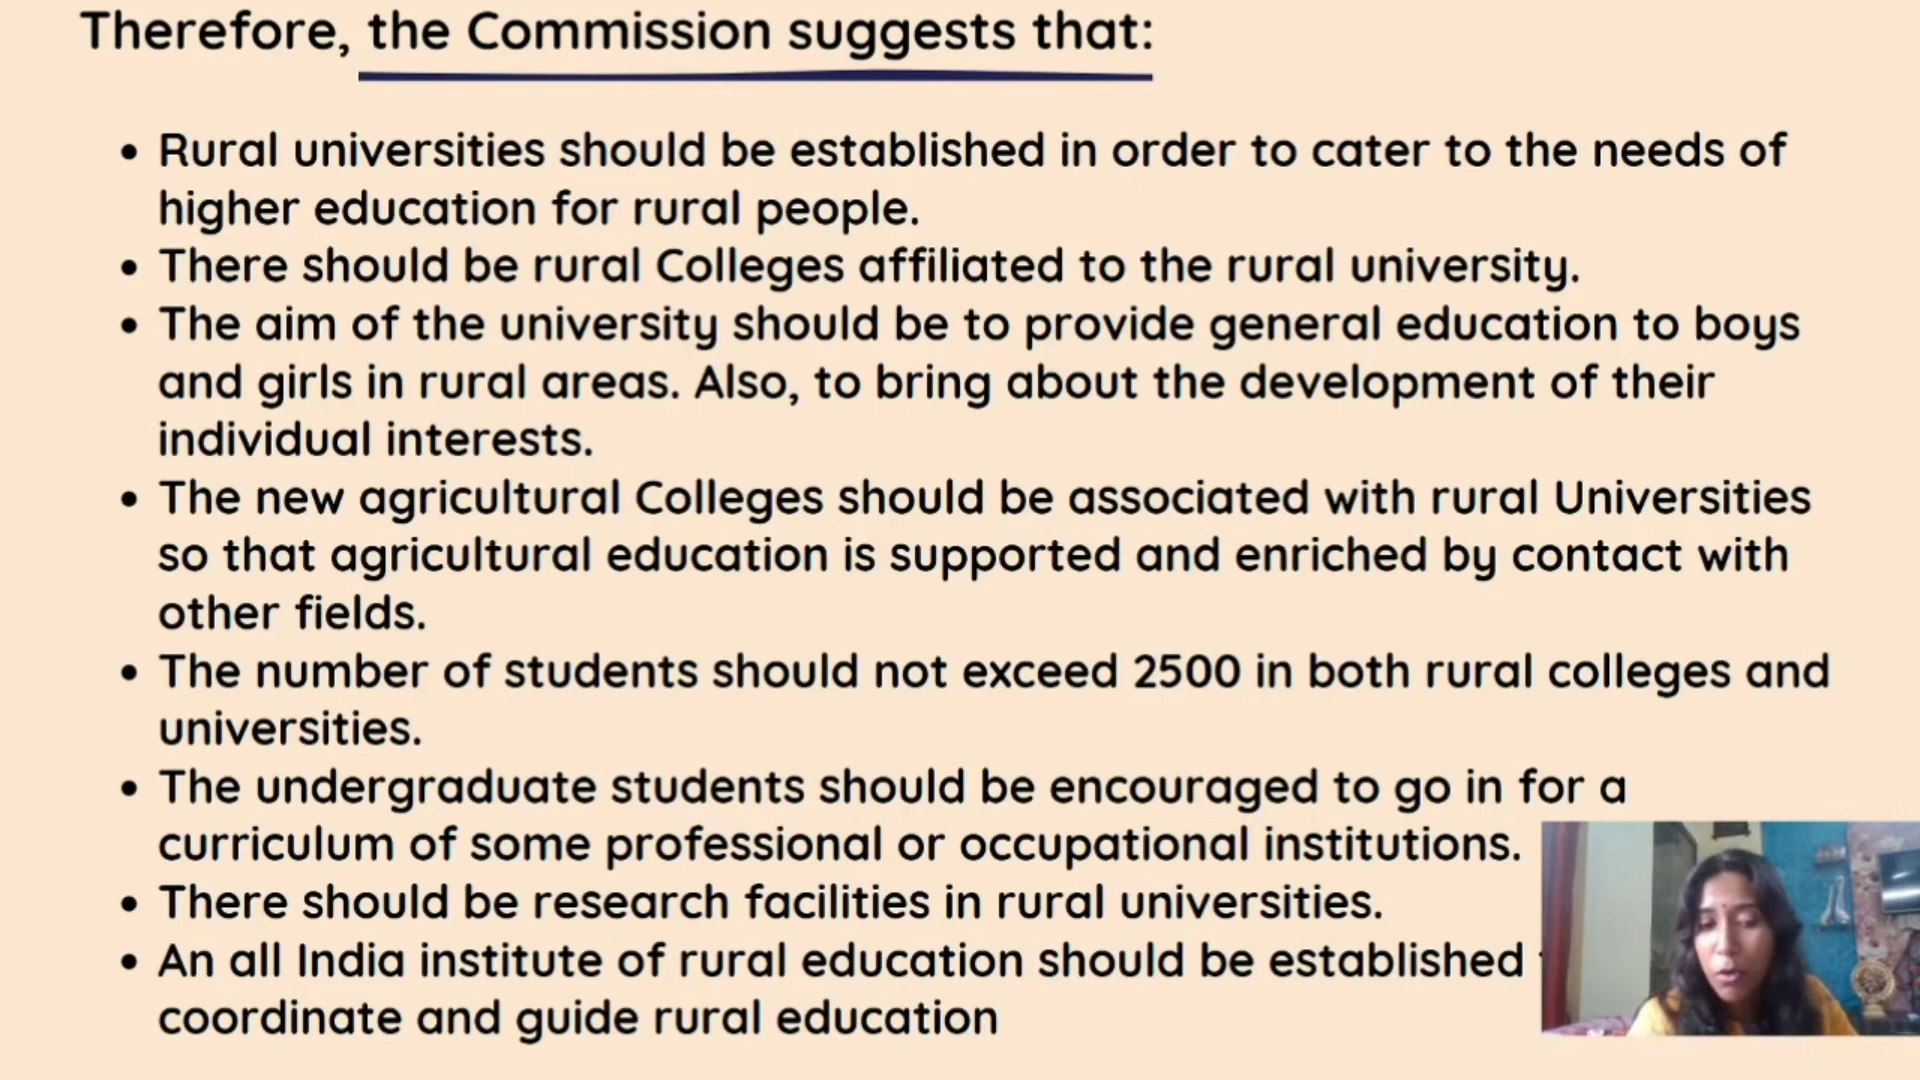 Therefore, the Commission suggests that:
• Rural universities should be established in order to cater to the needs of
higher education for rural people.
• There should be rural Colleges affiliated to the rural university.
• The aim of the university should be to provide general education to boys
and girls in rural areas. Also, to bring about the development of their
individual interests.
• The new agricultural Colleges should be associated with rural Universities
so that agricultural education is supported and enriched by contact with
other fields.
• The number of students should not exceed 2500 in both rural colleges and
universities.
• The undergraduate students should be encouraged to go in for a
curriculum of some professional or occupational institutions.
• There should be research facilities in rural universities.
• An all India institute of rural education should be established
coordinate and guide rural education